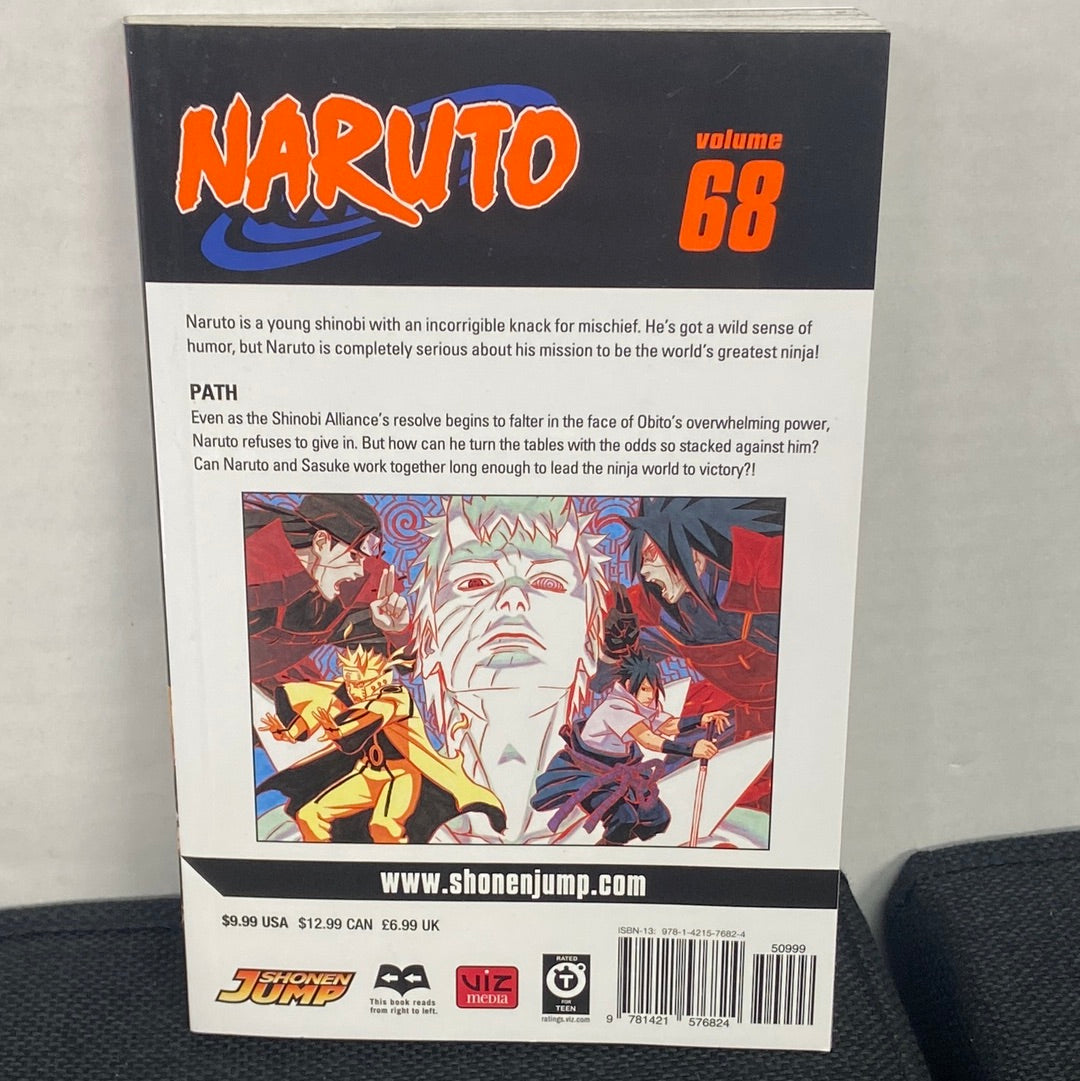 NARUTO
volume
68
Naruto is a young shinobi with an incorrigible knack for mischief. He's got a wild sense of
humor, but Naruto is completely serious about his mission to be the world's greatest ninja!
PATH
Even as the Shinobi Alliance's resolve begins to falter in the face of Obito's overwhelming power,
Naruto refuses to give in. But how can he turn the tables with the odds so stacked against him?
Can Naruto and Sasuke work together long enough to lead the ninja world to victory?!
www.shonenjump.com
$9.99 USA $12.99 CAN £6.99 UK
SHONEN
JUMP
This book reads
from right to left.
VIZ
media
RATED
T
FOR
TEEN
ratings.viz.com
ISBN-13: 978-1-4215-7682-4
50999
9 781421 576824